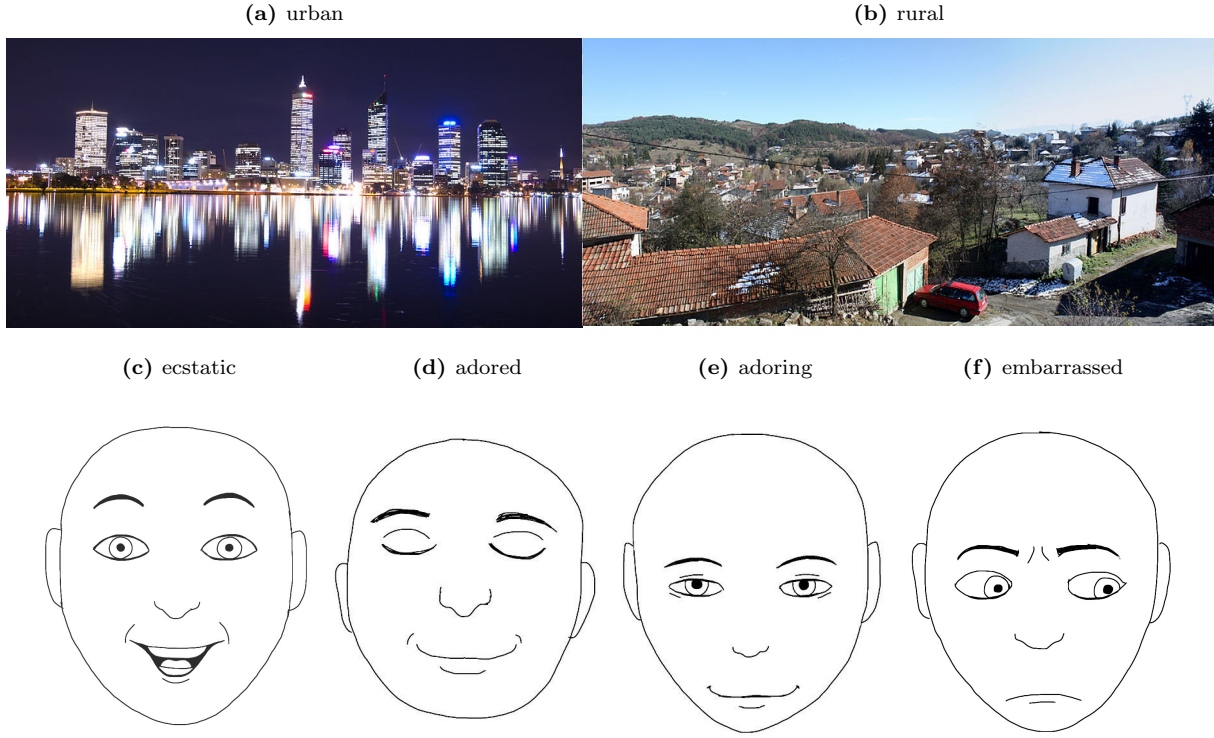 (a) urban
(b) rural
(c) ecstatic
(d) adored
(e) adoring
(f) embarrassed